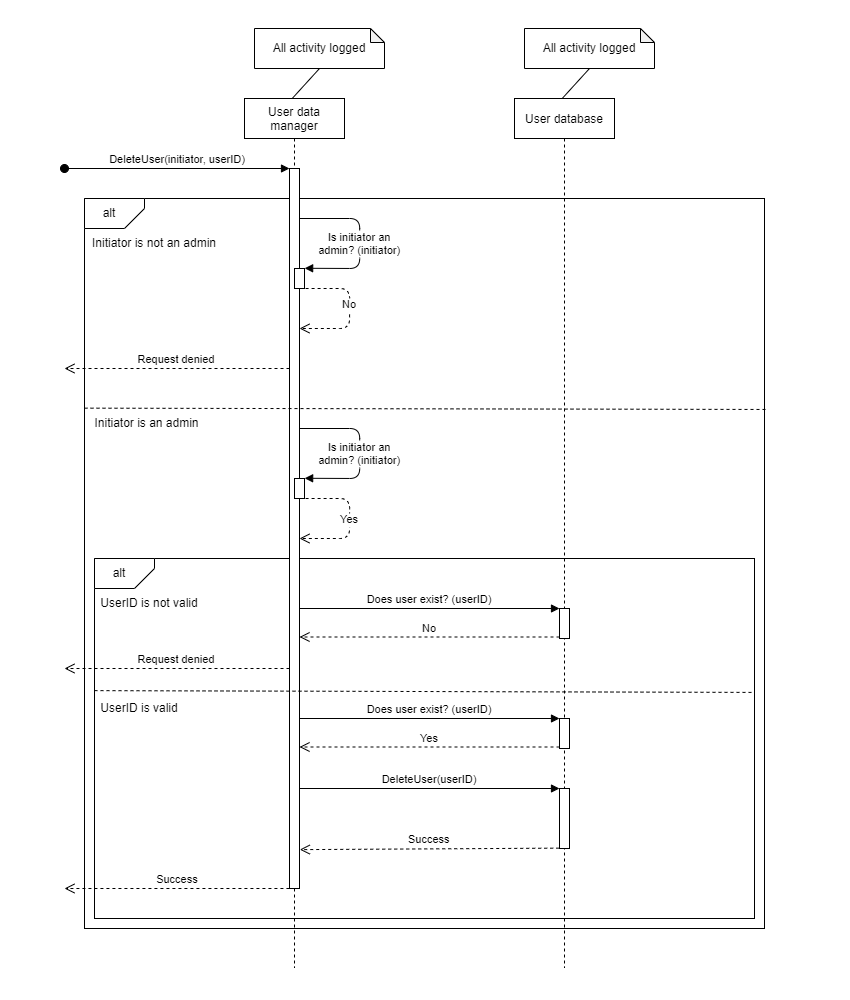 All activity logged
All activity logged
User data
manager
User database
DeleteUser(initiator, userID)
alt
Initiator is not an admin
Is initiator an
admin? (initiator)
No
Request denied
Initiator is an admin
Is initiator an
admin? (initiator)
Yes
alt
UserID is not valid
Does user exist? (userID)
No
Request denied
UserID is valid
Does user exist? (userID)
Yes
DeleteUser(userID)
Success
Success